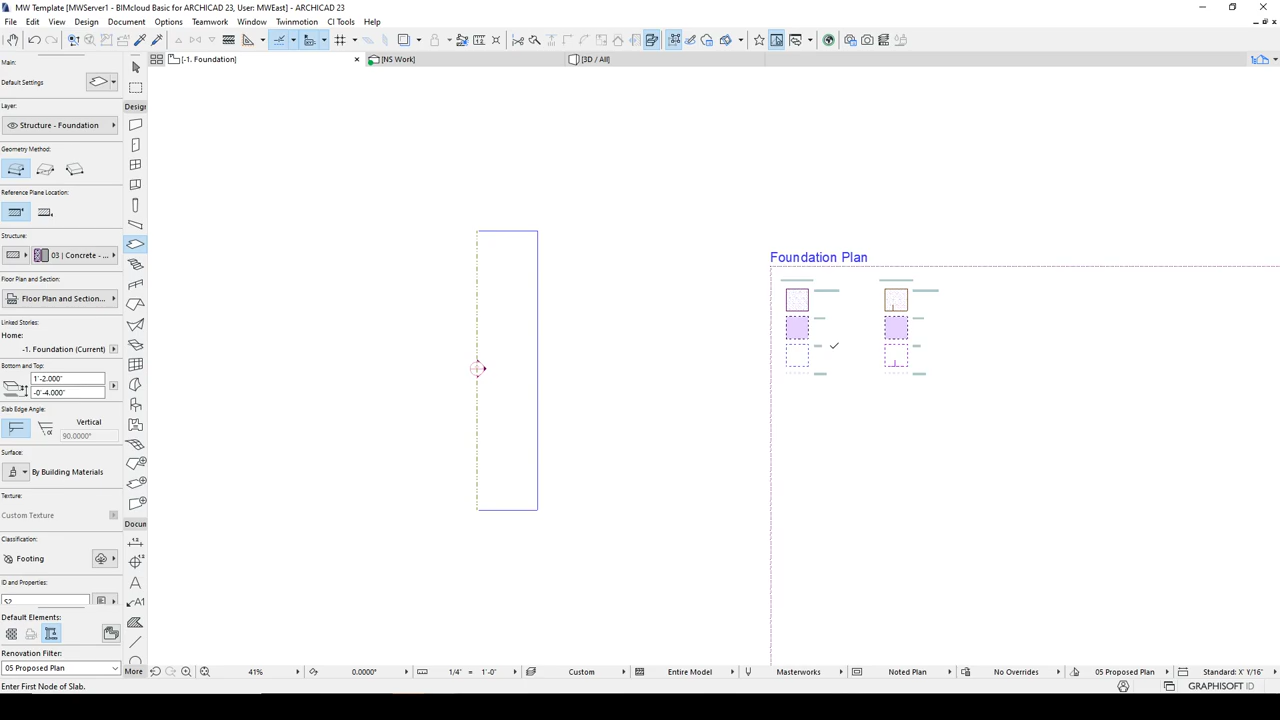 MW Template [MWServer1 - BIMcloud Basic for ARCHICAD 23, User: MWEast] - ARCHICAD 23
File Edit View Design Document Options Teamwork Window Twinmotion CI Tools Help
[-1. Foundation]
[NS Work]
[3D / All]
Main:
Default Settings
Desig
Layer:
Structure - Foundation
Geometry Method:
Reference Plane Location:
Structure:
03 | Concrete - ...
Floor Plan and Section:
Floor Plan and Section...
Link​ed Stories:
Home:
-1. Foundation (Current)
Bottom and Top:
1'-2.000"
-0'-4.000"
Slab Edge Angle:
Vertical
90.0000°
Surface:
By Building Materials
Texture:
Custom Texture
Docun
Classification:
Footing
ID and Properties:
Default Elements:
Renovation Filter:
05 Proposed Plan
More
Foundation Plan
41%
0.0000°
1/4" = 1'-0"
Custom
Entire Model
Masterworks
Noted Plan
No Overrides
05 Proposed Plan
Standard: X' Y/16"
Enter First Node of Slab.
GRAPHISOFT ID